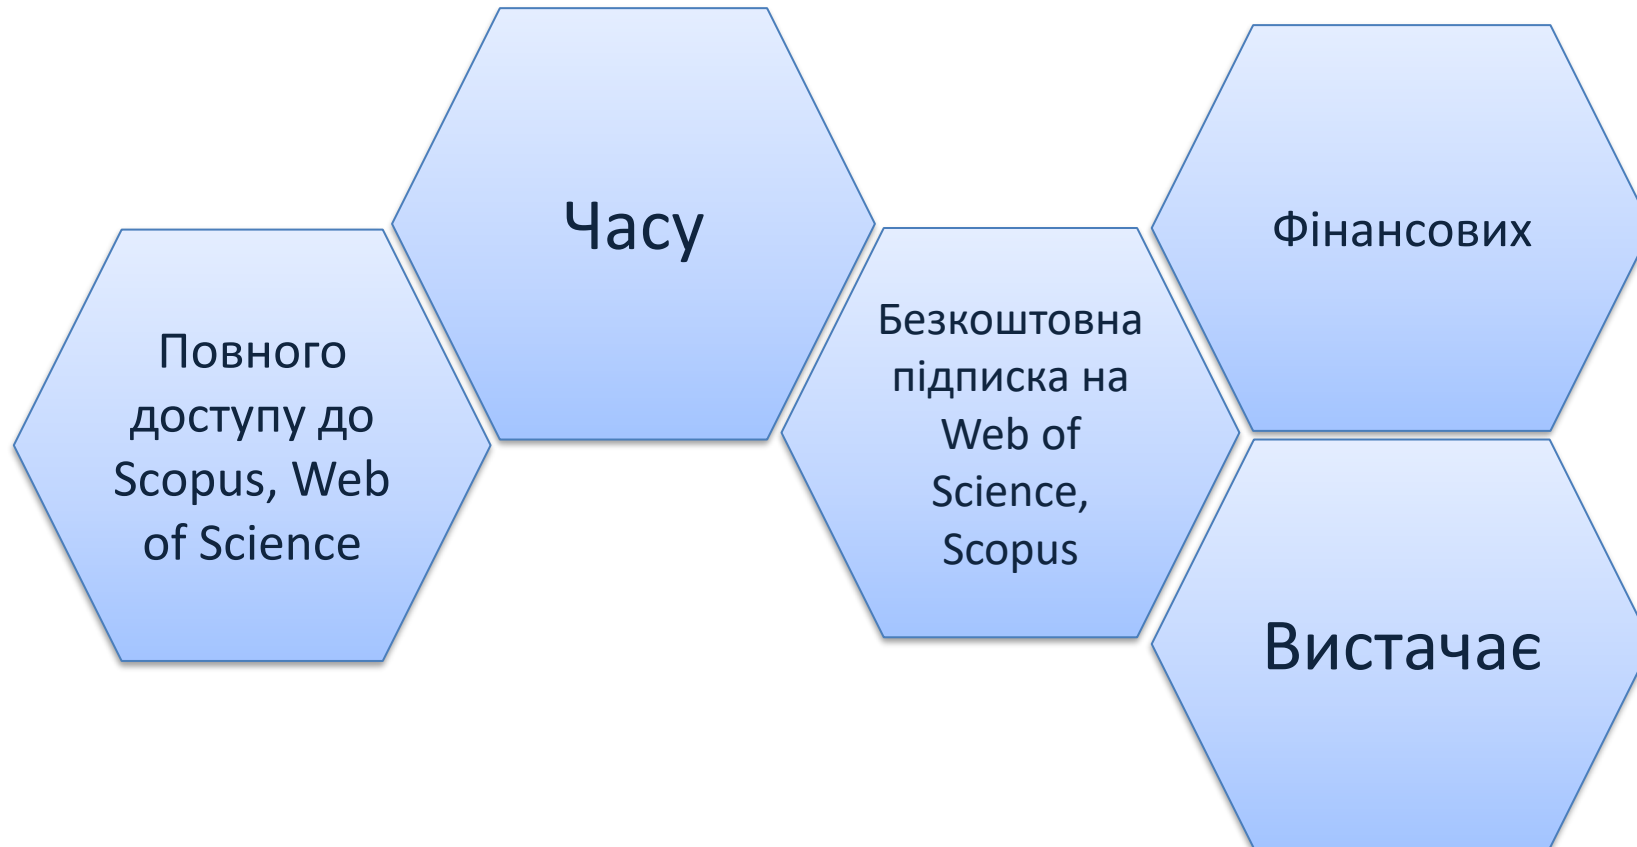 Повного
доступу до
Scopus, Web
of Science
Часу
Безкоштовна
підписка на
Web of
Science,
Scopus
Фінансових
Вистачає